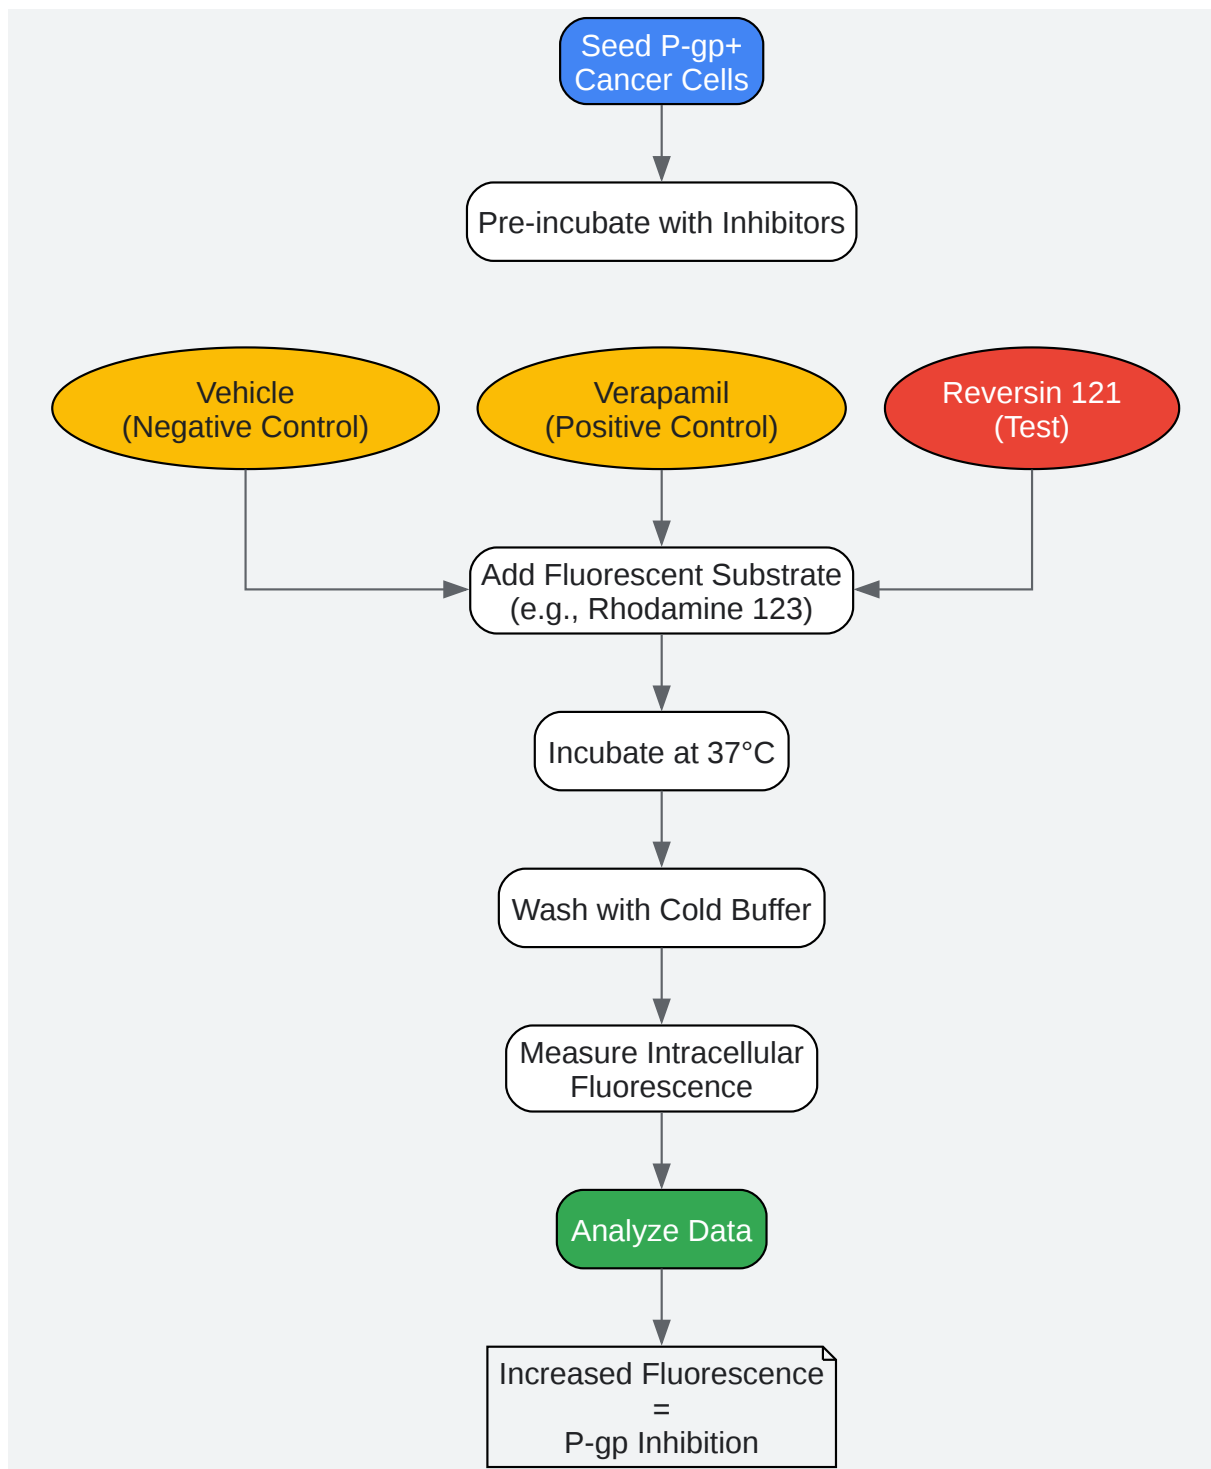 Seed P-gp+
Cancer Cells
Pre-incubate with Inhibitors
Vehicle
(Negative Control)
Verapamil
(Positive Control)
Reversin 121
(Test)
Add Fluorescent Substrate
(e.g., Rhodamine 123)
Incubate at 37°C
Wash with Cold Buffer
Measure Intracellular
Fluorescence
Analyze Data
Increased Fluorescence
=
P-gp Inhibition